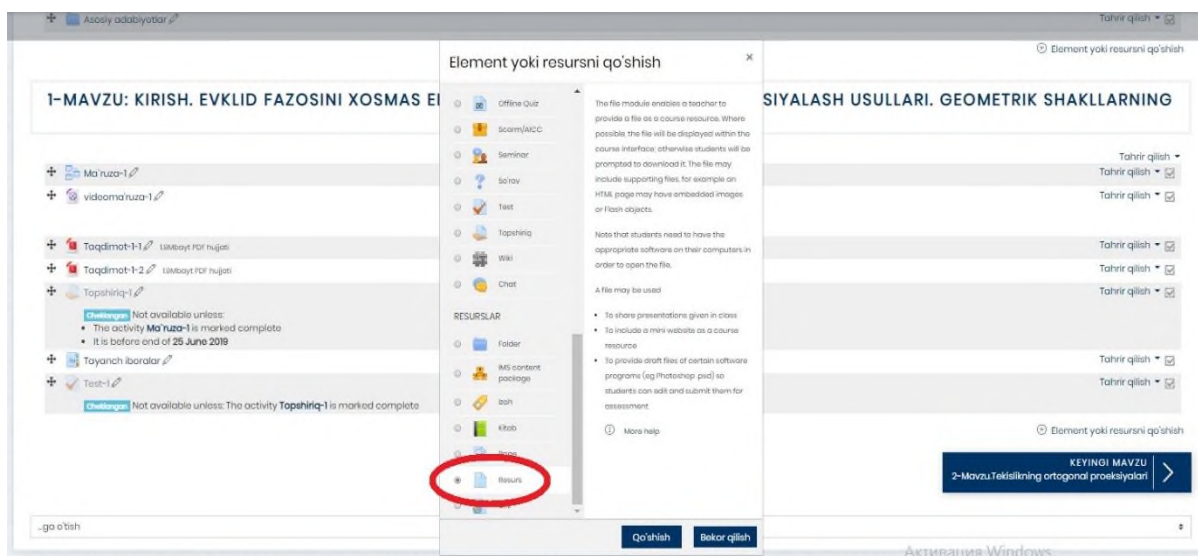 Asosiy adabiyotlar
Tahrir qilish
Element yoki resursni qo'shish
1-MAVZU: KIRISH. EVKLID FAZOSINI XOSMAS
SIYALASH USULLARI. GEOMETRIK SHAKLLARNING
Tahrir qilish
Ma'ruza-1
Tahrir qilish
videoma'ruza-1
Tahrir qilish
Taqdimot-1-1 1.9Mbayt PDF hujjati
Tahrir qilish
Taqdimot-1-2 1.9Mbayt PDF hujjati
Tahrir qilish
Topshiriq-1
Tahrir qilish
Cheklangan Not available unless:
The activity Ma'ruza-1 is marked complete
It is before end of 25 June 2019
Tayanch iboralar
Tahrir qilish
Test-1
Tahrir qilish
Cheklangan Not available unless: The activity Topshiriq-1 is marked complete
Element yoki resursni qo'shish
KEYINGI MAVZU
2-Mavzu.Tekislikning ortogonal proeksiyalari
...ga o'tish
Element yoki resursni qo'shish
×
Offline Quiz
Scorm/AICC
Seminar
So'rov
Test
Topshiriq
Wiki
Chat
RESURSLAR
Folder
IMS content
package
Izoh
Kitob
Page
Resurs
The file module enables a teacher to
provide a file as a course resource. Where
possible, the file will be displayed within the
course interface; otherwise students will be
prompted to download it. The file may
include supporting files, for example an
HTML page may have embedded images
or Flash objects.
Note that students need to have the
appropriate software on their computers in
order to open the file.
A file may be used
To share presentations given in class
To include a mini website as a course
resource
To provide draft files of certain software
programs (eg Photoshop .psd) so
students can edit and submit them for
assessment
More help
Qo'shish
Bekor qilish
Активация Windows